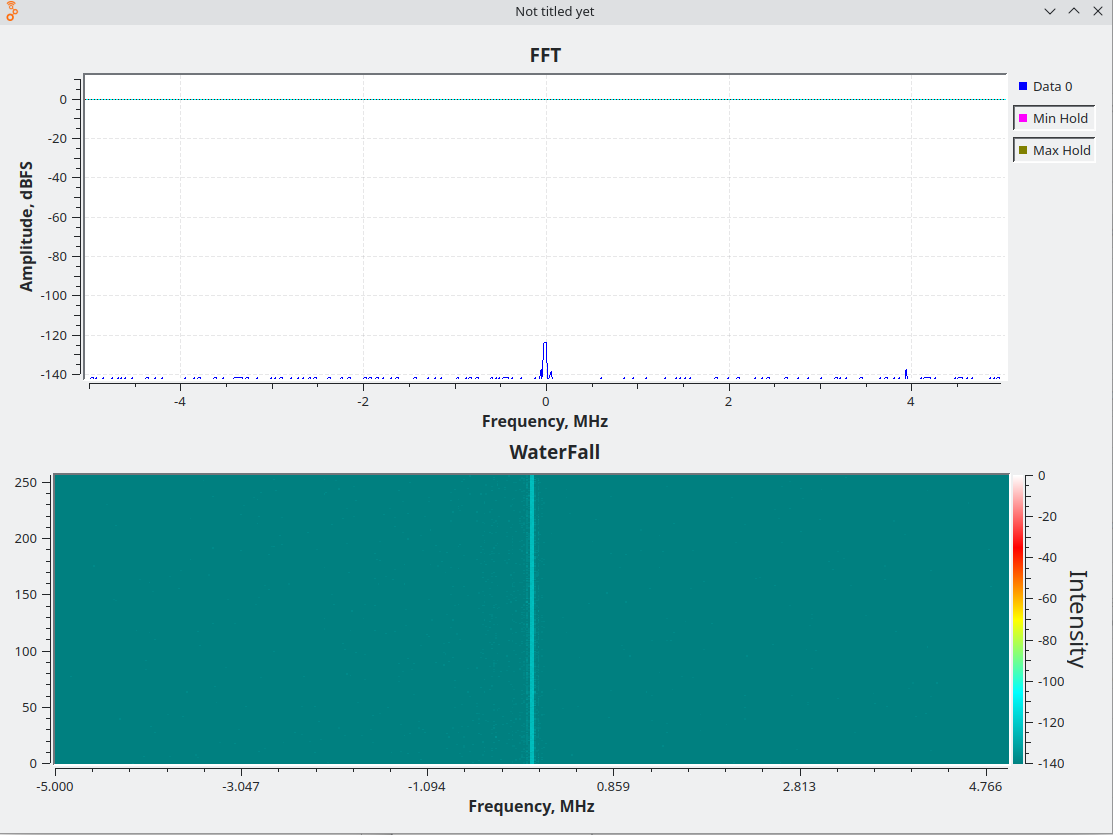 Not titled yet
FFT
Data 0
Min Hold
Max Hold
Amplitude, dBFS
0
-20
-40
-60
-80
-100
-120
-140
-4 -2 0 2 4
Frequency, MHz
WaterFall
250
200
150
100
50
0
-5.000 -3.047 -1.094 0.859 2.813 4.766
Frequency, MHz
0
-20
-40
-60
-80
-100
-120
-140
Intensity